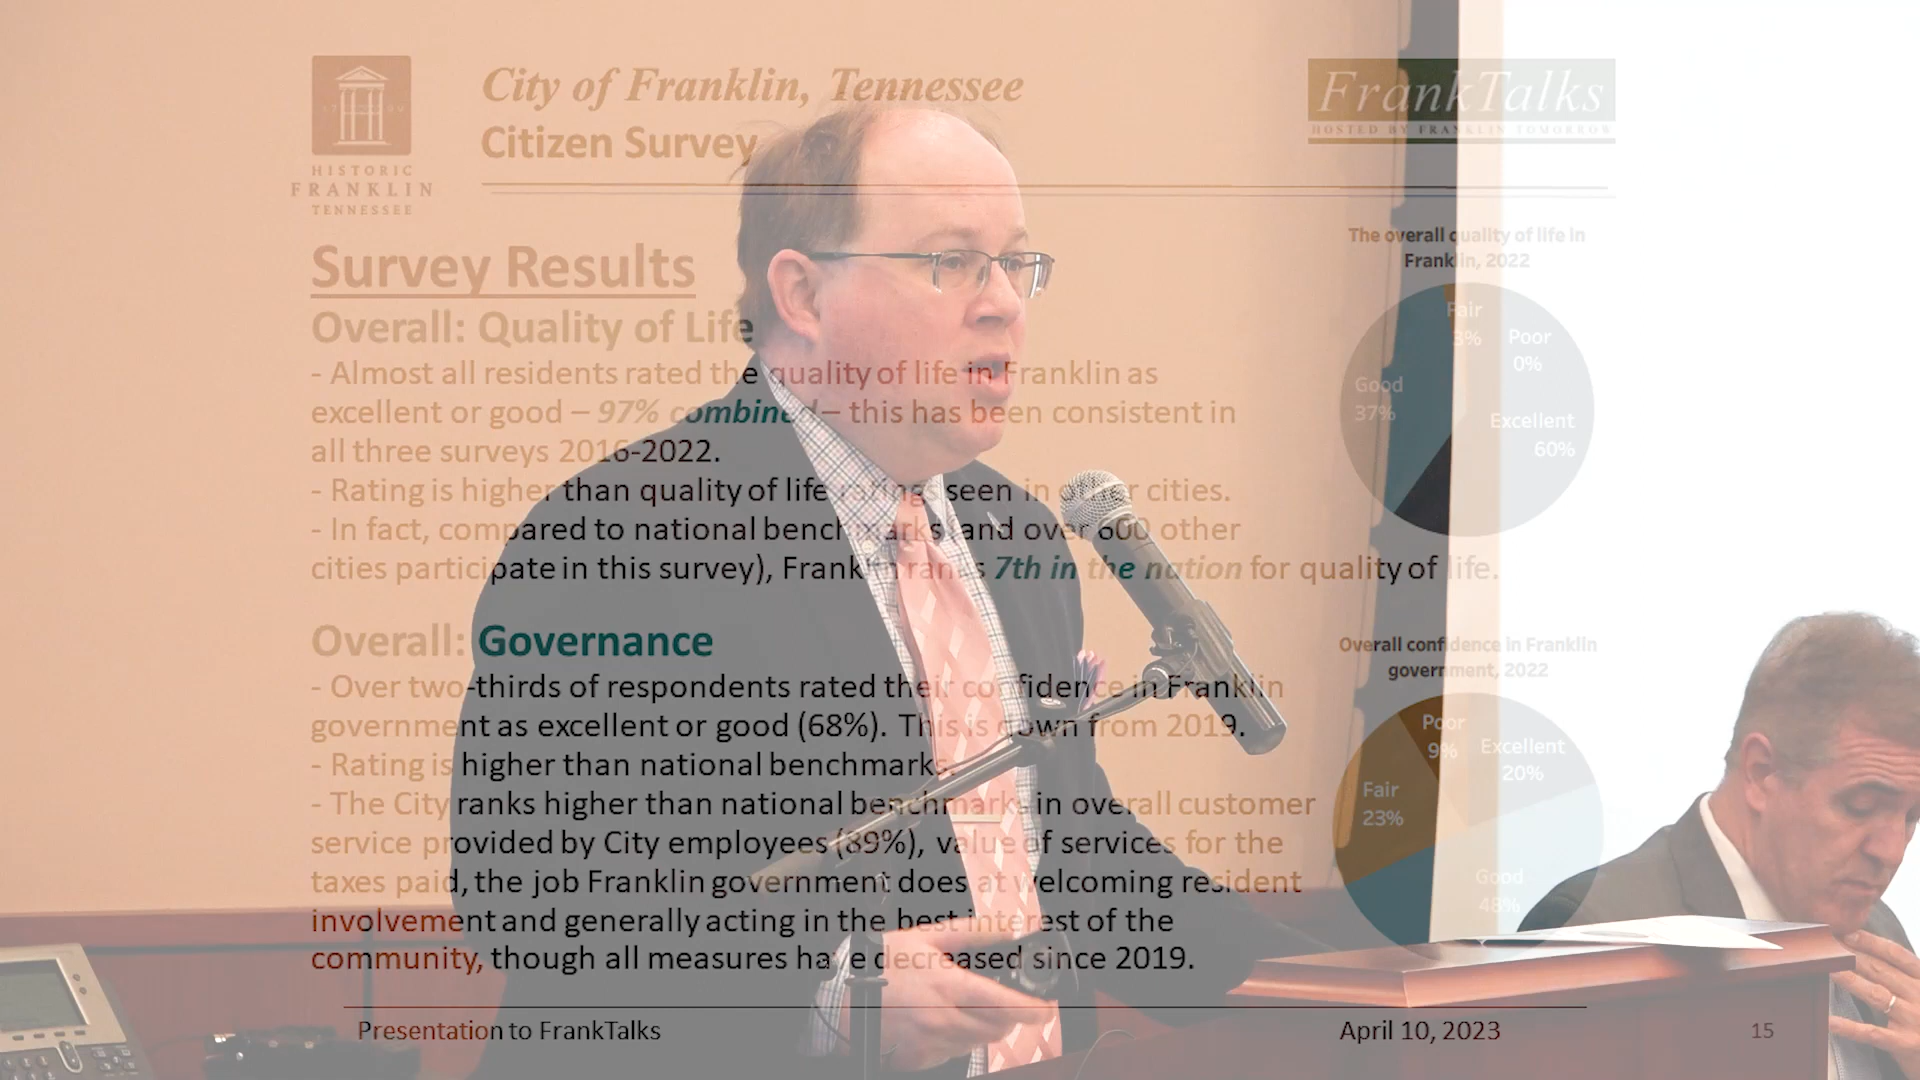 City of Franklin, Tennessee
Citizen Survey
HISTORIC
FRANKLIN
TENNESSEE
FrankTalks
HOSTED BY FRANKLIN TOMORROW
Survey Results
Overall: Quality of Life
- Almost all residents rated the quality of life in Franklin as
excellent or good – 97% combined – this has been consistent in
all three surveys 2016-2022.
- Rating is higher than quality of life ratings seen in other cities.
- In fact, compared to national benchmarks (and over 600 other
cities participate in this survey), Franklin ranks 7th in the nation for quality of life.
The overall quality of life in
Franklin, 2022
Fair
3%
Poor
0%
Good
37%
Excellent
60%
Overall: Governance
- Over two-thirds of respondents rated their confidence in Franklin
government as excellent or good (68%). This is down from 2019.
- Rating is higher than national benchmarks.
- The City ranks higher than national benchmarks in overall customer
service provided by City employees (89%), value of services for the
taxes paid, the job Franklin government does at welcoming resident
involvement and generally acting in the best interest of the
community, though all measures have decreased since 2019.
Overall confidence in Franklin
government, 2022
Poor
9%
Excellent
20%
Fair
23%
Good
48%
Presentation to FrankTalks
April 10, 2023
15